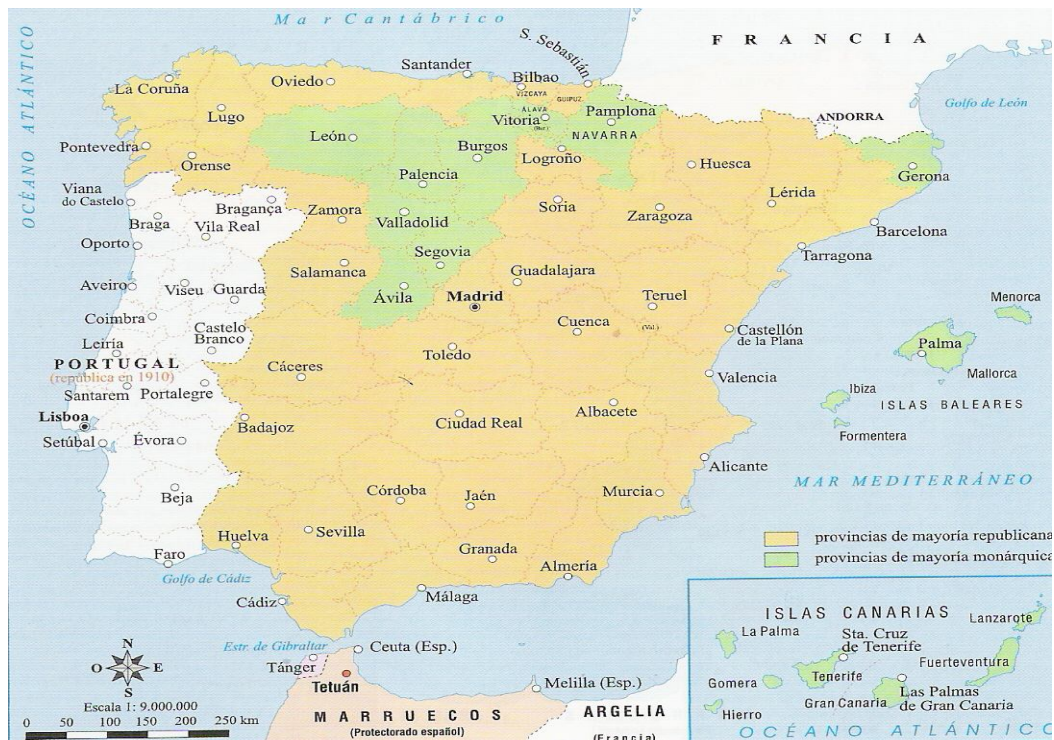 Mar Cantábrico
OCÉANO ATLÁNTICO
FRANCIA
S. Sebastián
La Coruña
Oviedo
Santander
Bilbao
VIZCAYA
GUIPUZ.
Golfo de León
Lugo
ÁLAVA
Vitoria
(Bur.)
Pamplona
NAVARRA
ANDORRA
Pontevedra
León
Burgos
Logroño
Orense
Huesca
Gerona
Palencia
Viana
do Castelo
Bragança
Zamora
Valladolid
Soria
Zaragoza
Lérida
Braga
Vila Real
Barcelona
Oporto
Segovia
Tarragona
Salamanca
Guadalajara
Aveiro
Viseu
Guarda
Ávila
Madrid
Teruel
Menorca
Coimbra
Cuenca
(Val.)
Castelo
Branco
Castellón
de la Plana
Palma
Leiría
Toledo
PORTUGAL
(república en 1910)
Cáceres
Valencia
Mallorca
Santarem
Portalegre
Ibiza
ISLAS BALEARES
Lisboa
Badajoz
Ciudad Real
Albacete
Formentera
Setúbal
Évora
Alicante
MAR MEDITERRÁNEO
Beja
Córdoba
Jaén
Murcia
Huelva
Sevilla
provincias de mayoría republicana
Faro
Granada
provincias de mayoría monárquica
Golfo de Cádiz
Almería
Cádiz
Málaga
ISLAS CANARIAS
Lanzarote
La Palma
Sta. Cruz
de Tenerife
Estr. de Gibraltar
Ceuta (Esp.)
Tánger
Fuerteventura
N
O
E
S
Tetuán
Melilla (Esp.)
Gomera
Tenerife
Las Palmas
de Gran Canaria
Gran Canaria
Hierro
Escala 1: 9.000.000
0 50 100 150 200 250 km
MARRUECOS
(Protectorado español)
ARGELIA
(Francia)
OCÉANO ATLÁNTICO